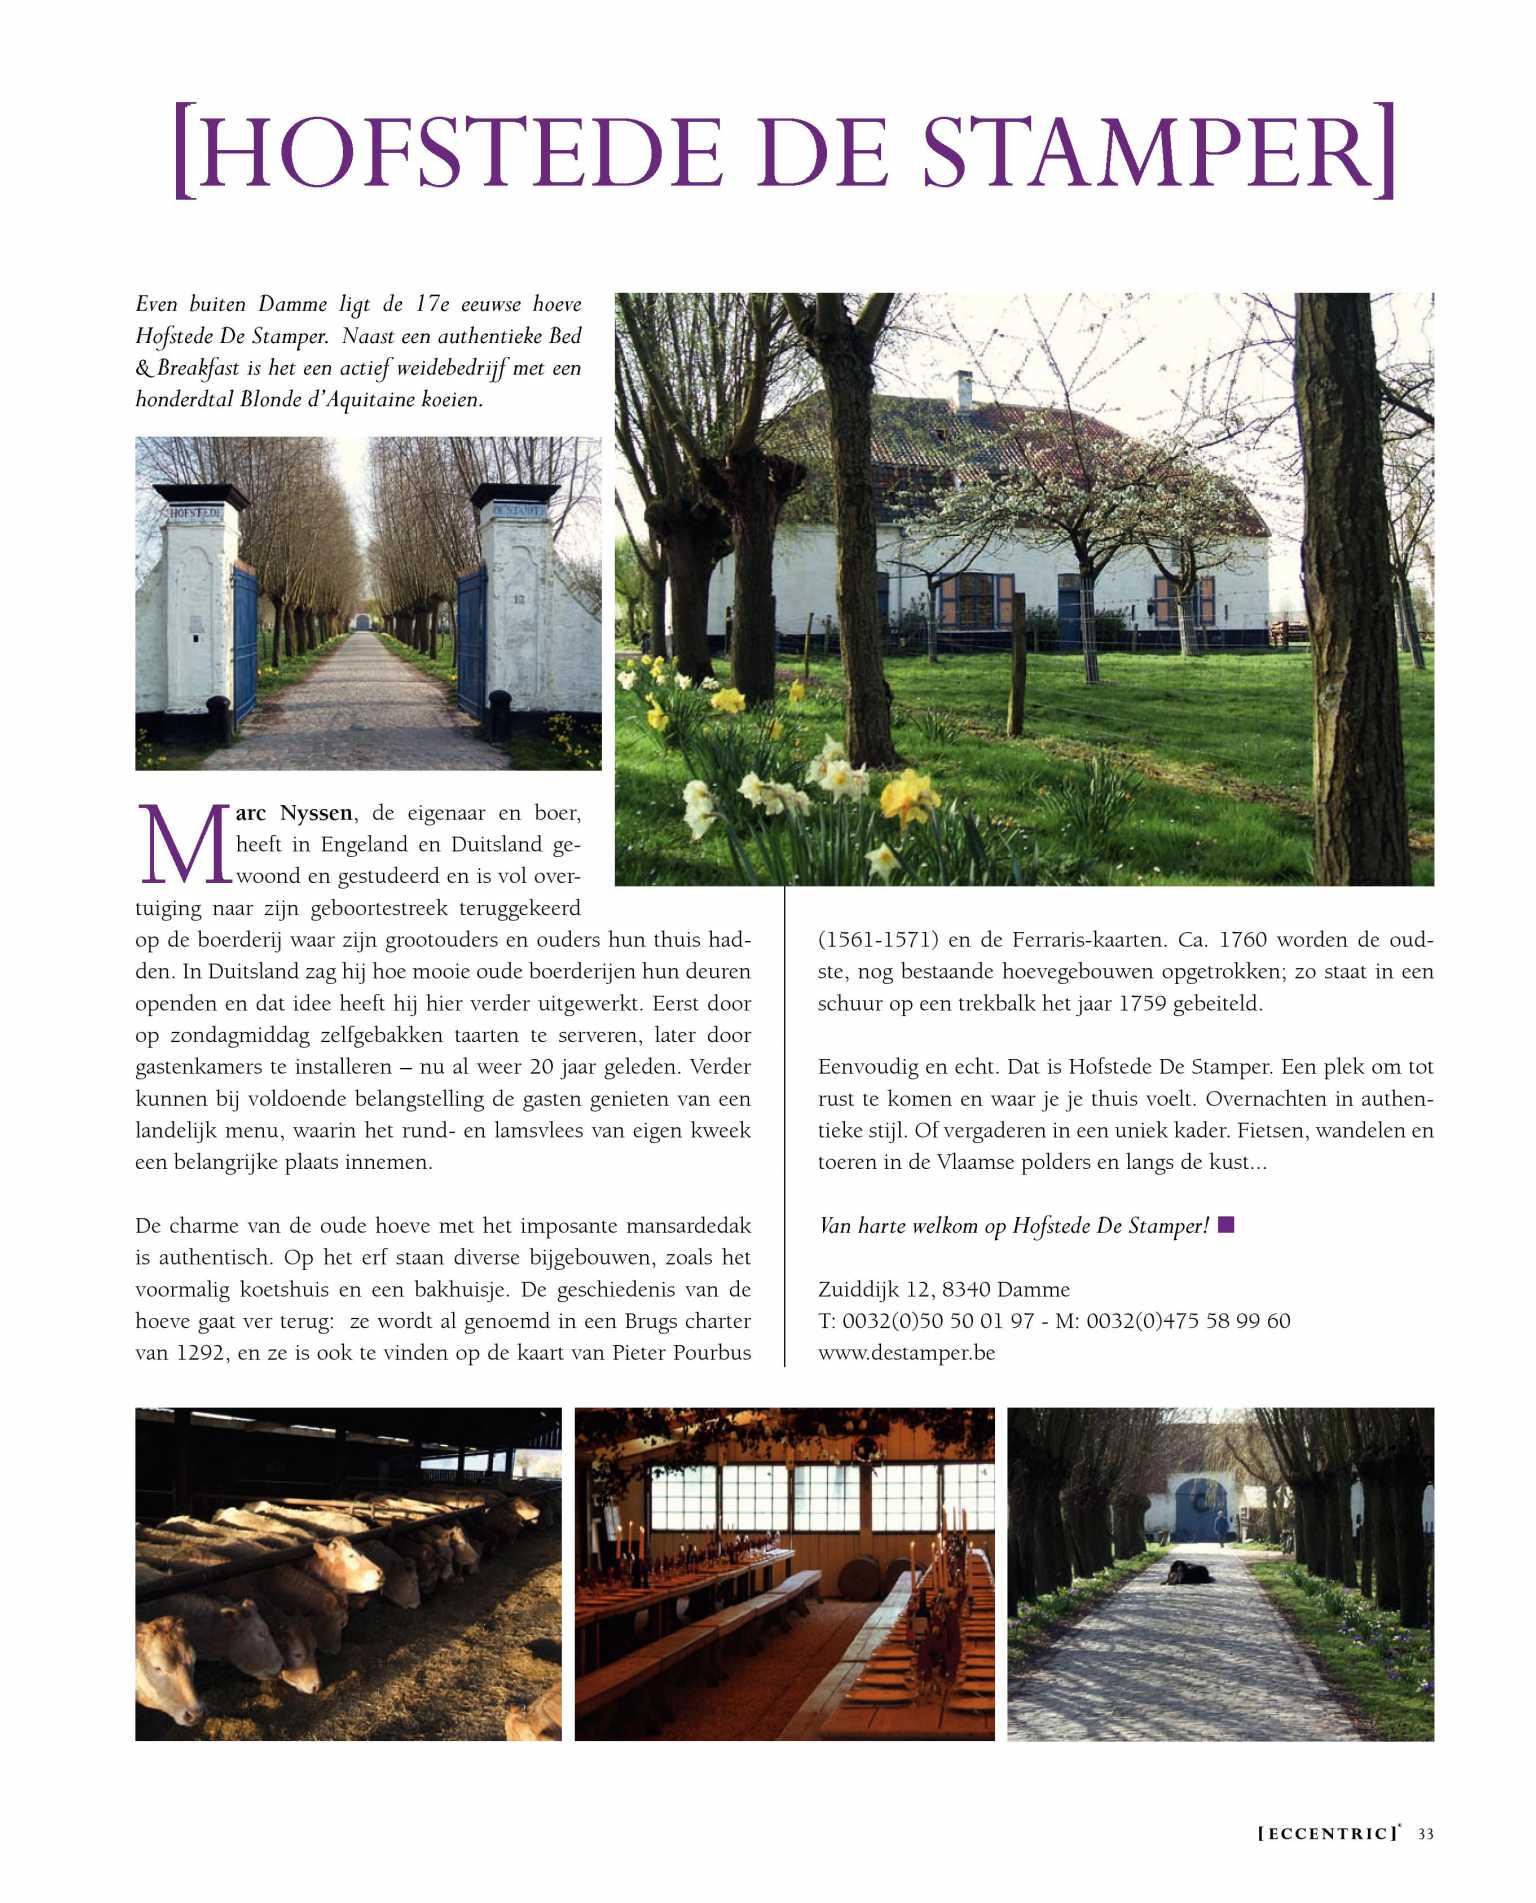 [HOFSTEDE DE STAMPER]
Even buiten Damme ligt de 17e eeuwse hoeve
Hofstede De Stamper. Naast een authentieke Bed
& Breakfast is het een actief weidebedrijf met een
honderdtal Blonde d’Aquitaine koeien.
HOFSTEDE
DE STAMPER
12
Marc Nyssen, de eigenaar en boer,
heeft in Engeland en Duitsland ge-
woond en gestudeerd en is vol over-
tuiging naar zijn geboortestreek teruggekeerd
op de boerderij waar zijn grootouders en ouders hun thuis had-
den. In Duitsland zag hij hoe mooie oude boerderijen hun deuren
openden en dat idee heeft hij hier verder uitgewerkt. Eerst door
op zondagmiddag zelfgebakken taarten te serveren, later door
gastenkamers te installeren – nu al weer 20 jaar geleden. Verder
kunnen bij voldoende belangstelling de gasten genieten van een
landelijk menu, waarin het rund- en lamsvlees van eigen kweek
een belangrijke plaats innemen.
De charme van de oude hoeve met het imposante mansardedak
is authentisch. Op het erf staan diverse bijgebouwen, zoals het
voormalig koetshuis en een bakhuisje. De geschiedenis van de
hoeve gaat ver terug: ze wordt al genoemd in een Brugs charter
van 1292, en ze is ook te vinden op de kaart van Pieter Pourbus
(1561-1571) en de Ferraris-kaarten. Ca. 1760 worden de oud-
ste, nog bestaande hoevegebouwen opgetrokken; zo staat in een
schuur op een trekbalk het jaar 1759 gebeiteld.
Eenvoudig en echt. Dat is Hofstede De Stamper. Een plek om tot
rust te komen en waar je je thuis voelt. Overnachten in authen-
tieke stijl. Of vergaderen in een uniek kader. Fietsen, wandelen en
toeren in de Vlaamse polders en langs de kust...
Van harte welkom op Hofstede De Stamper!
Zuiddijk 12, 8340 Damme
T: 0032(0)50 50 01 97 - M: 0032(0)475 58 99 60
www.destamper.be
[ECCENTRIC]® 33